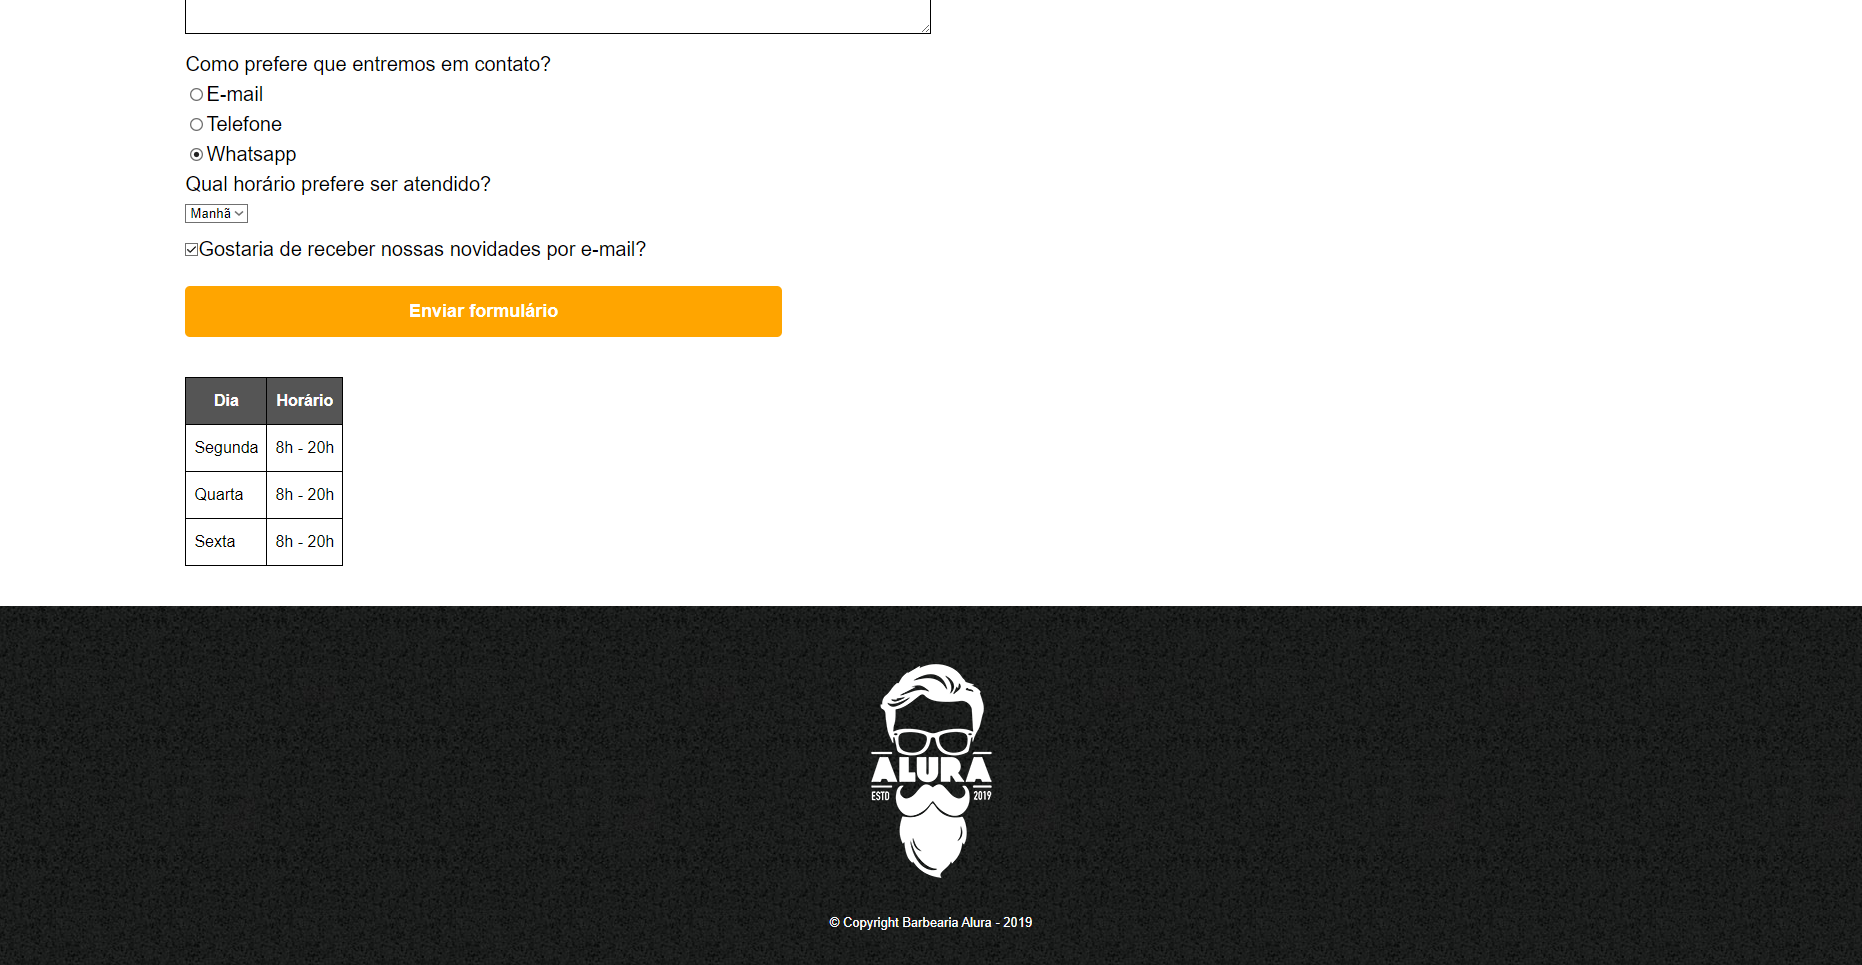 Como prefere que entremos em contato?
E-mail
Telefone
Whatsapp
Qual horário prefere ser atendido?
Manhã
Gostaria de receber nossas novidades por e-mail?
Enviar formulário
Dia Horário
Segunda 8h - 20h
Quarta 8h - 20h
Sexta 8h - 20h
ALURA
ESTD 2019
© Copyright Barbearia Alura - 2019